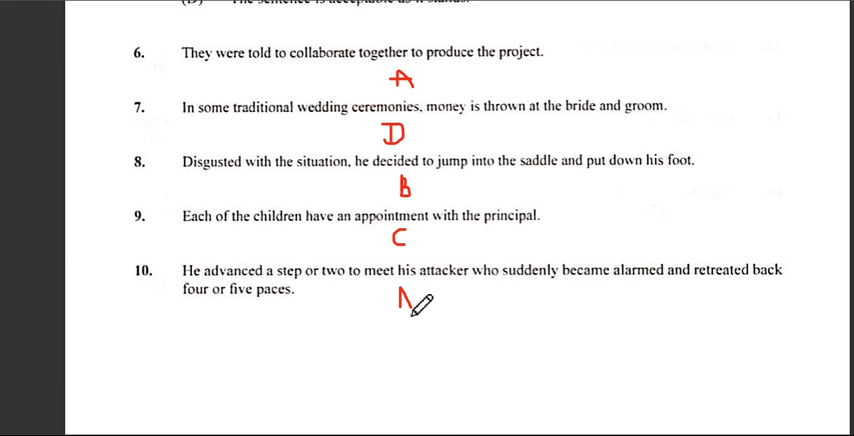 6. They were told to collaborate together to produce the project.
A
7. In some traditional wedding ceremonies, money is thrown at the bride and groom.
D
8. Disgusted with the situation, he decided to jump into the saddle and put down his foot.
B
9. Each of the children have an appointment with the principal.
C
10. He advanced a step or two to meet his attacker who suddenly became alarmed and retreated back
four or five paces.